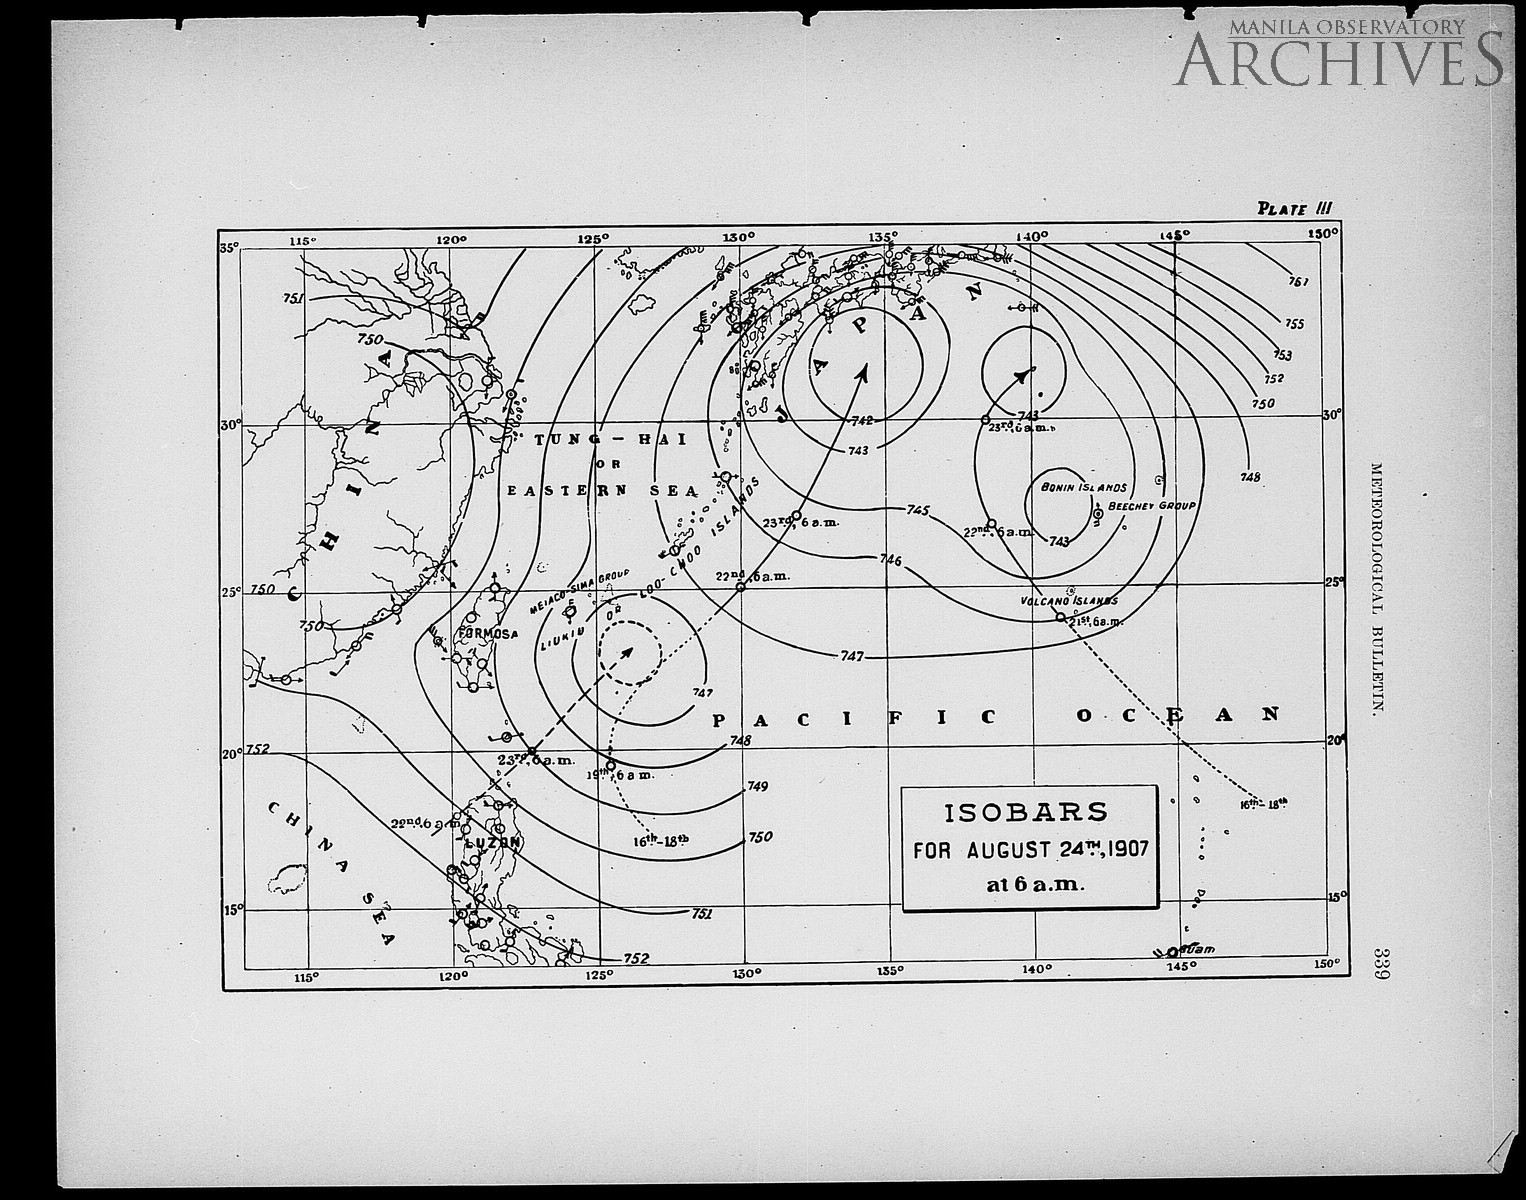 MANILA OBSERVATORY
ARCHIVES
PLATE III
115° 120° 125° 130° 135° 140° 145° 150°
35°
751
750
761
755
753
752
750
748
CHINA
JAPAN
30° 30°
742
743
743
23rd, 6 a.m.
TUNG-HAI
OR
EASTERN SEA
BONIN ISLANDS
BEECHEY GROUP
745
23rd, 6 a.m.
22nd, 6 a.m.
743
746
22nd, 6 a.m.
25° 750 25°
MEIACO-SIMA GROUP
LIUKIU OR LOO-CHOO ISLANDS
VOLCANO ISLANDS
21st, 6 a.m.
750
FORMOSA
747
747
PACIFIC OCEAN
748
20° 752 20°
23rd, 6 a.m.
19th, 6 a m.
749
16th-18th
CHINA SEA
22nd, 6 a m
LUZON
16th-18th
750
ISOBARS
FOR AUGUST 24TH, 1907
at 6 a.m.
15° 15°
751
752
Guam
115° 120° 125° 130° 135° 140° 145° 150°
METEOROLOGICAL BULLETIN.
339